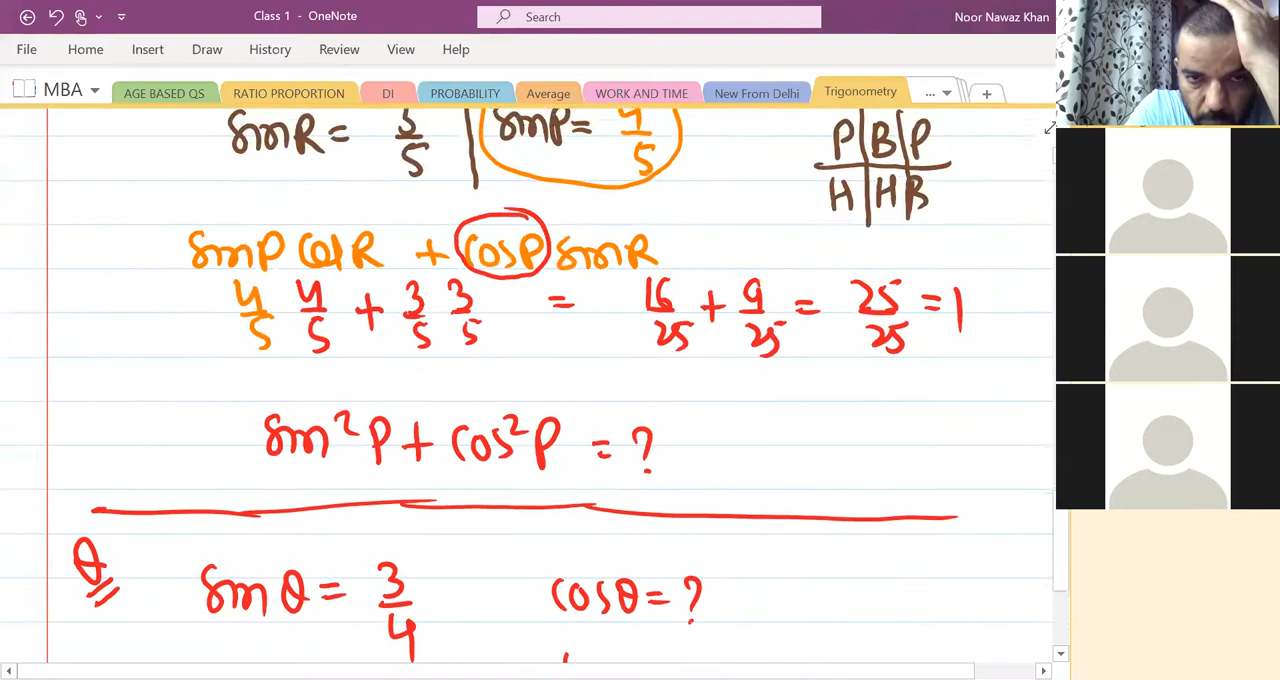 Class 1 - OneNote
Search
Noor Nawaz Khan
File Home Insert Draw History Review View Help
MBA
AGE BASED QS
RATIO PROPORTION
DI
PROBABILITY
Average
WORK AND TIME
New From Delhi
Trigonometry
...
sinR = 3/5 | sinP = 4/5
P | B | P
H | H | B
sinP cosR + cosP sinR
4/5 4/5 + 3/5 3/5 = 16/25 + 9/25 = 25/25 = 1
sin²P + cos²P = ?
Q
sin θ = 3/4 cosθ = ?